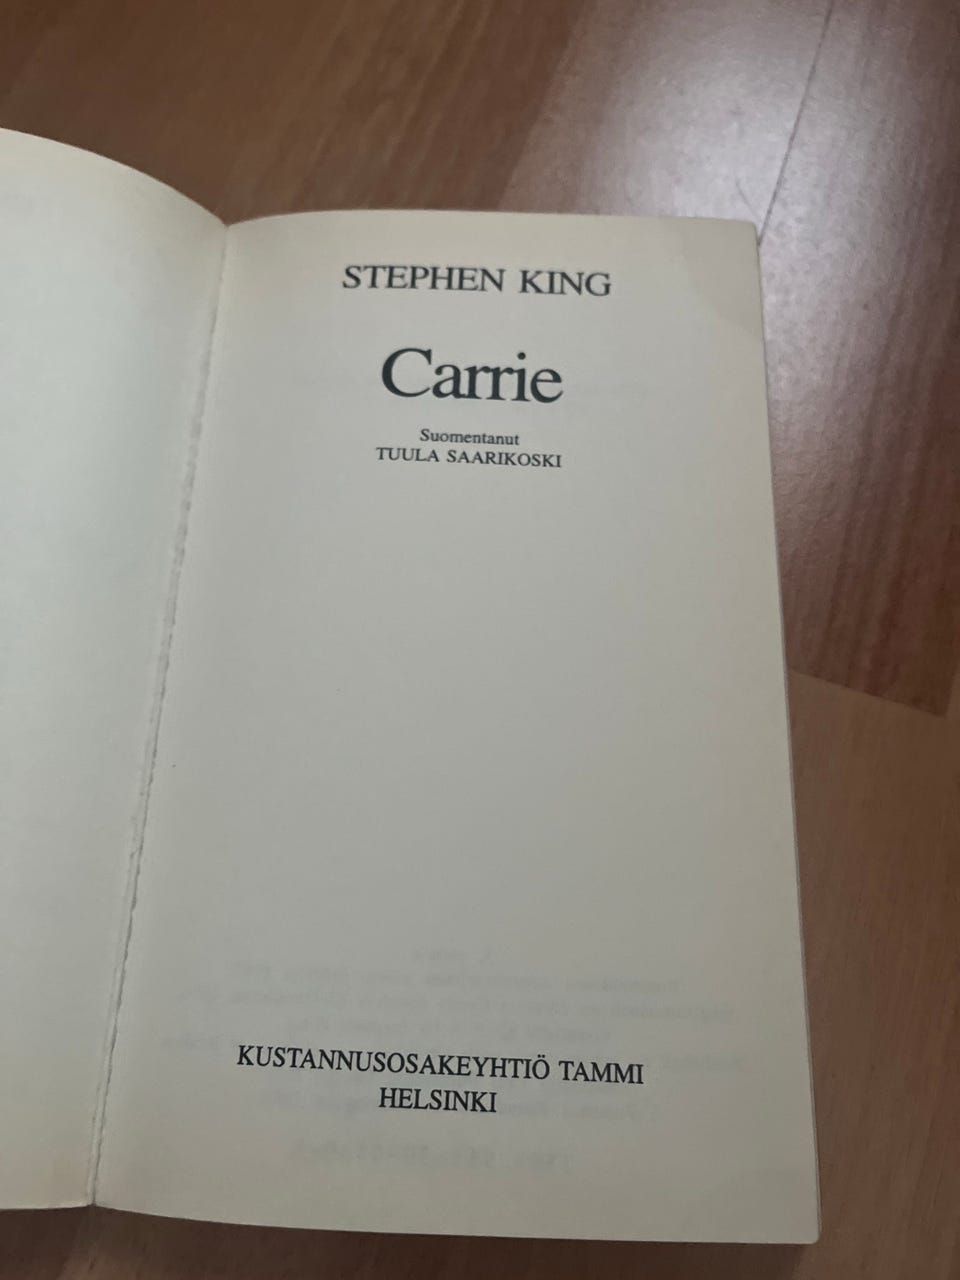 STEPHEN KING
Carrie
Suomentanut
TUULA SAARIKOSKI
KUSTANNUSOSAKEYHTIÖ TAMMI
HELSINKI